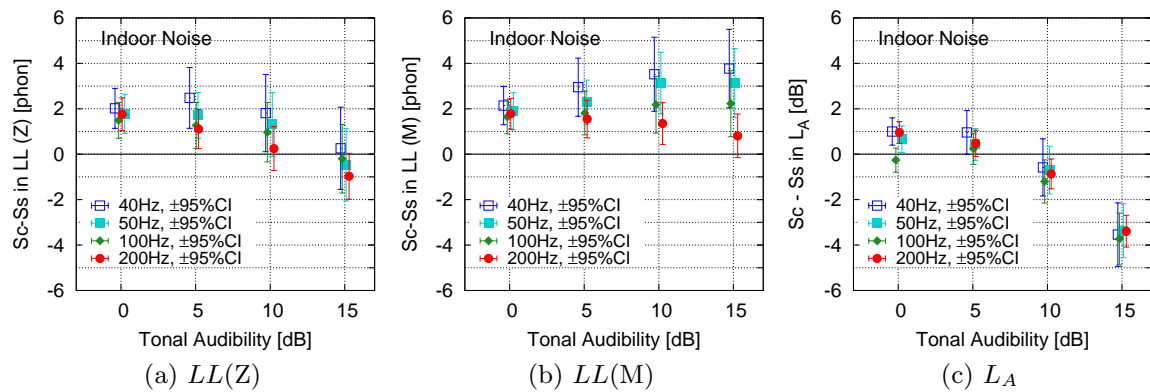 Sc-Ss in LL (Z) [phon]
6
4
2
0
-2
-4
-6
Indoor Noise
40Hz, ±95%CI
50Hz, ±95%CI
100Hz, ±95%CI
200Hz, ±95%CI
0 5 10 15
Tonal Audibility [dB]
(a) LL(Z)
Sc-Ss in LL (M) [phon]
6
4
2
0
-2
-4
-6
Indoor Noise
40Hz, ±95%CI
50Hz, ±95%CI
100Hz, ±95%CI
200Hz, ±95%CI
0 5 10 15
Tonal Audibility [dB]
(b) LL(M)
Sc - Ss in L_A [dB]
6
4
2
0
-2
-4
-6
Indoor Noise
40Hz, ±95%CI
50Hz, ±95%CI
100Hz, ±95%CI
200Hz, ±95%CI
0 5 10 15
Tonal Audibility [dB]
(c) L_A